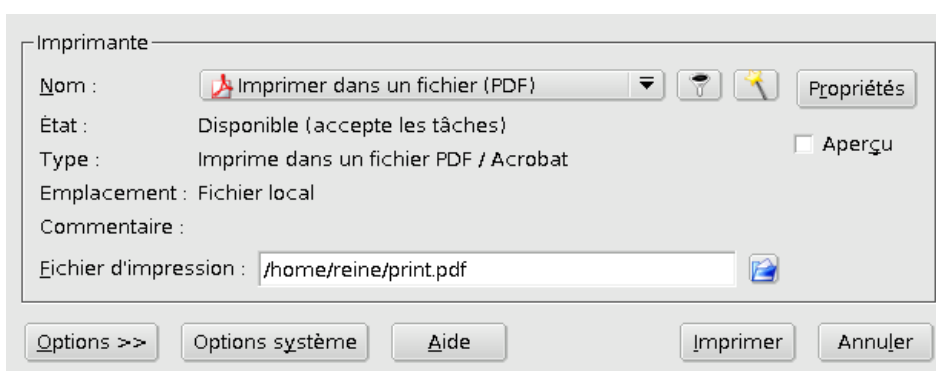 Imprimante
Nom : Imprimer dans un fichier (PDF) Propriétés
État : Disponible (accepte les tâches)
Aperçu
Type : Imprime dans un fichier PDF / Acrobat
Emplacement : Fichier local
Commentaire :
Fichier d'impression : /home/reine/print.pdf
Options >> Options système Aide Imprimer Annuler